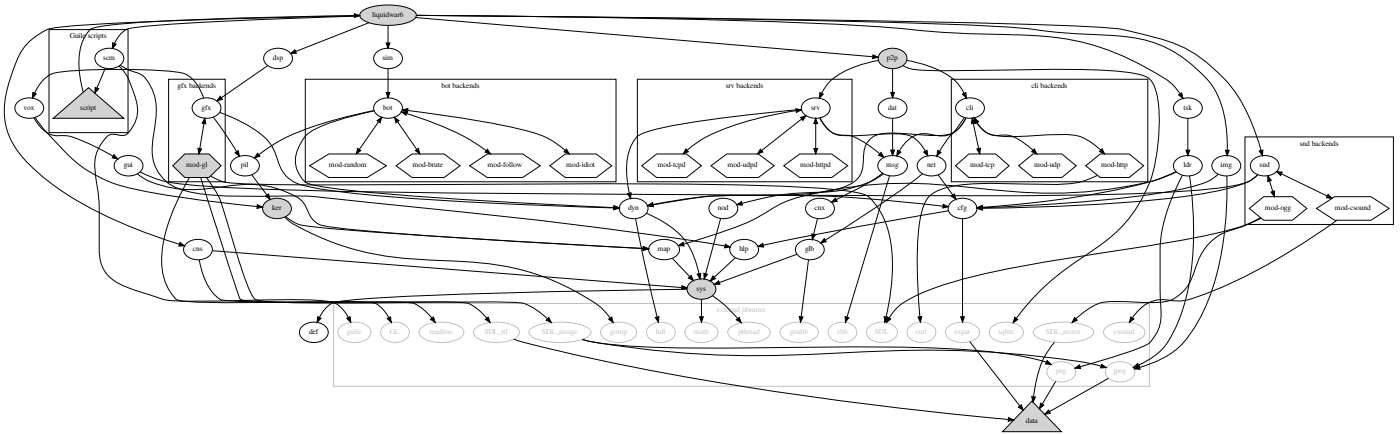 liquidwar6
Guile scripts
scm
dsp
sim
p2p
gfx backends
bot backends
srv backends
cli backends
vox
script
gfx
bot
srv
dat
cli
tsk
snd backends
gui
mod-gl
pil
mod-random
mod-brute
mod-follow
mod-idiot
mod-tcpd
mod-udpd
mod-httpd
msg
net
mod-tcp
mod-udp
mod-http
ldr
img
snd
ker
dyn
nod
cnx
cfg
mod-ogg
mod-csound
cns
map
hlp
glb
sys
external libraries
def
guile
GL
readline
SDL_ttf
SDL_image
gomp
ltdl
math
pthread
gnulib
zlib
SDL
curl
expat
sqlite
SDL_mixer
csound
png
jpeg
data